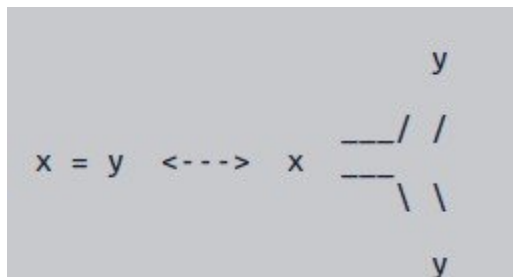 y
___/ /
x = y <---> x ___
\ \
y